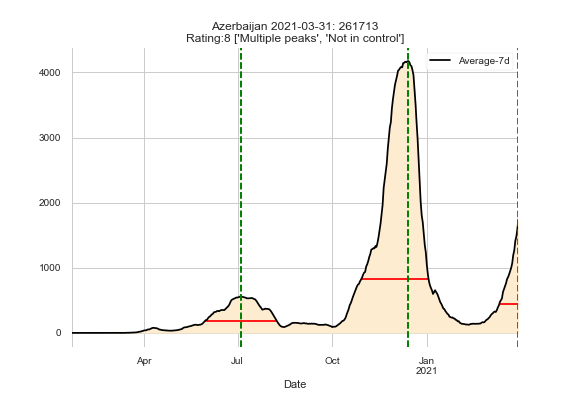 Azerbaijan 2021-03-31: 261713
Rating:8 ['Multiple peaks', 'Not in control']
Average-7d
4000
3000
2000
1000
0
Apr
Jul
Oct
Jan
2021
Date